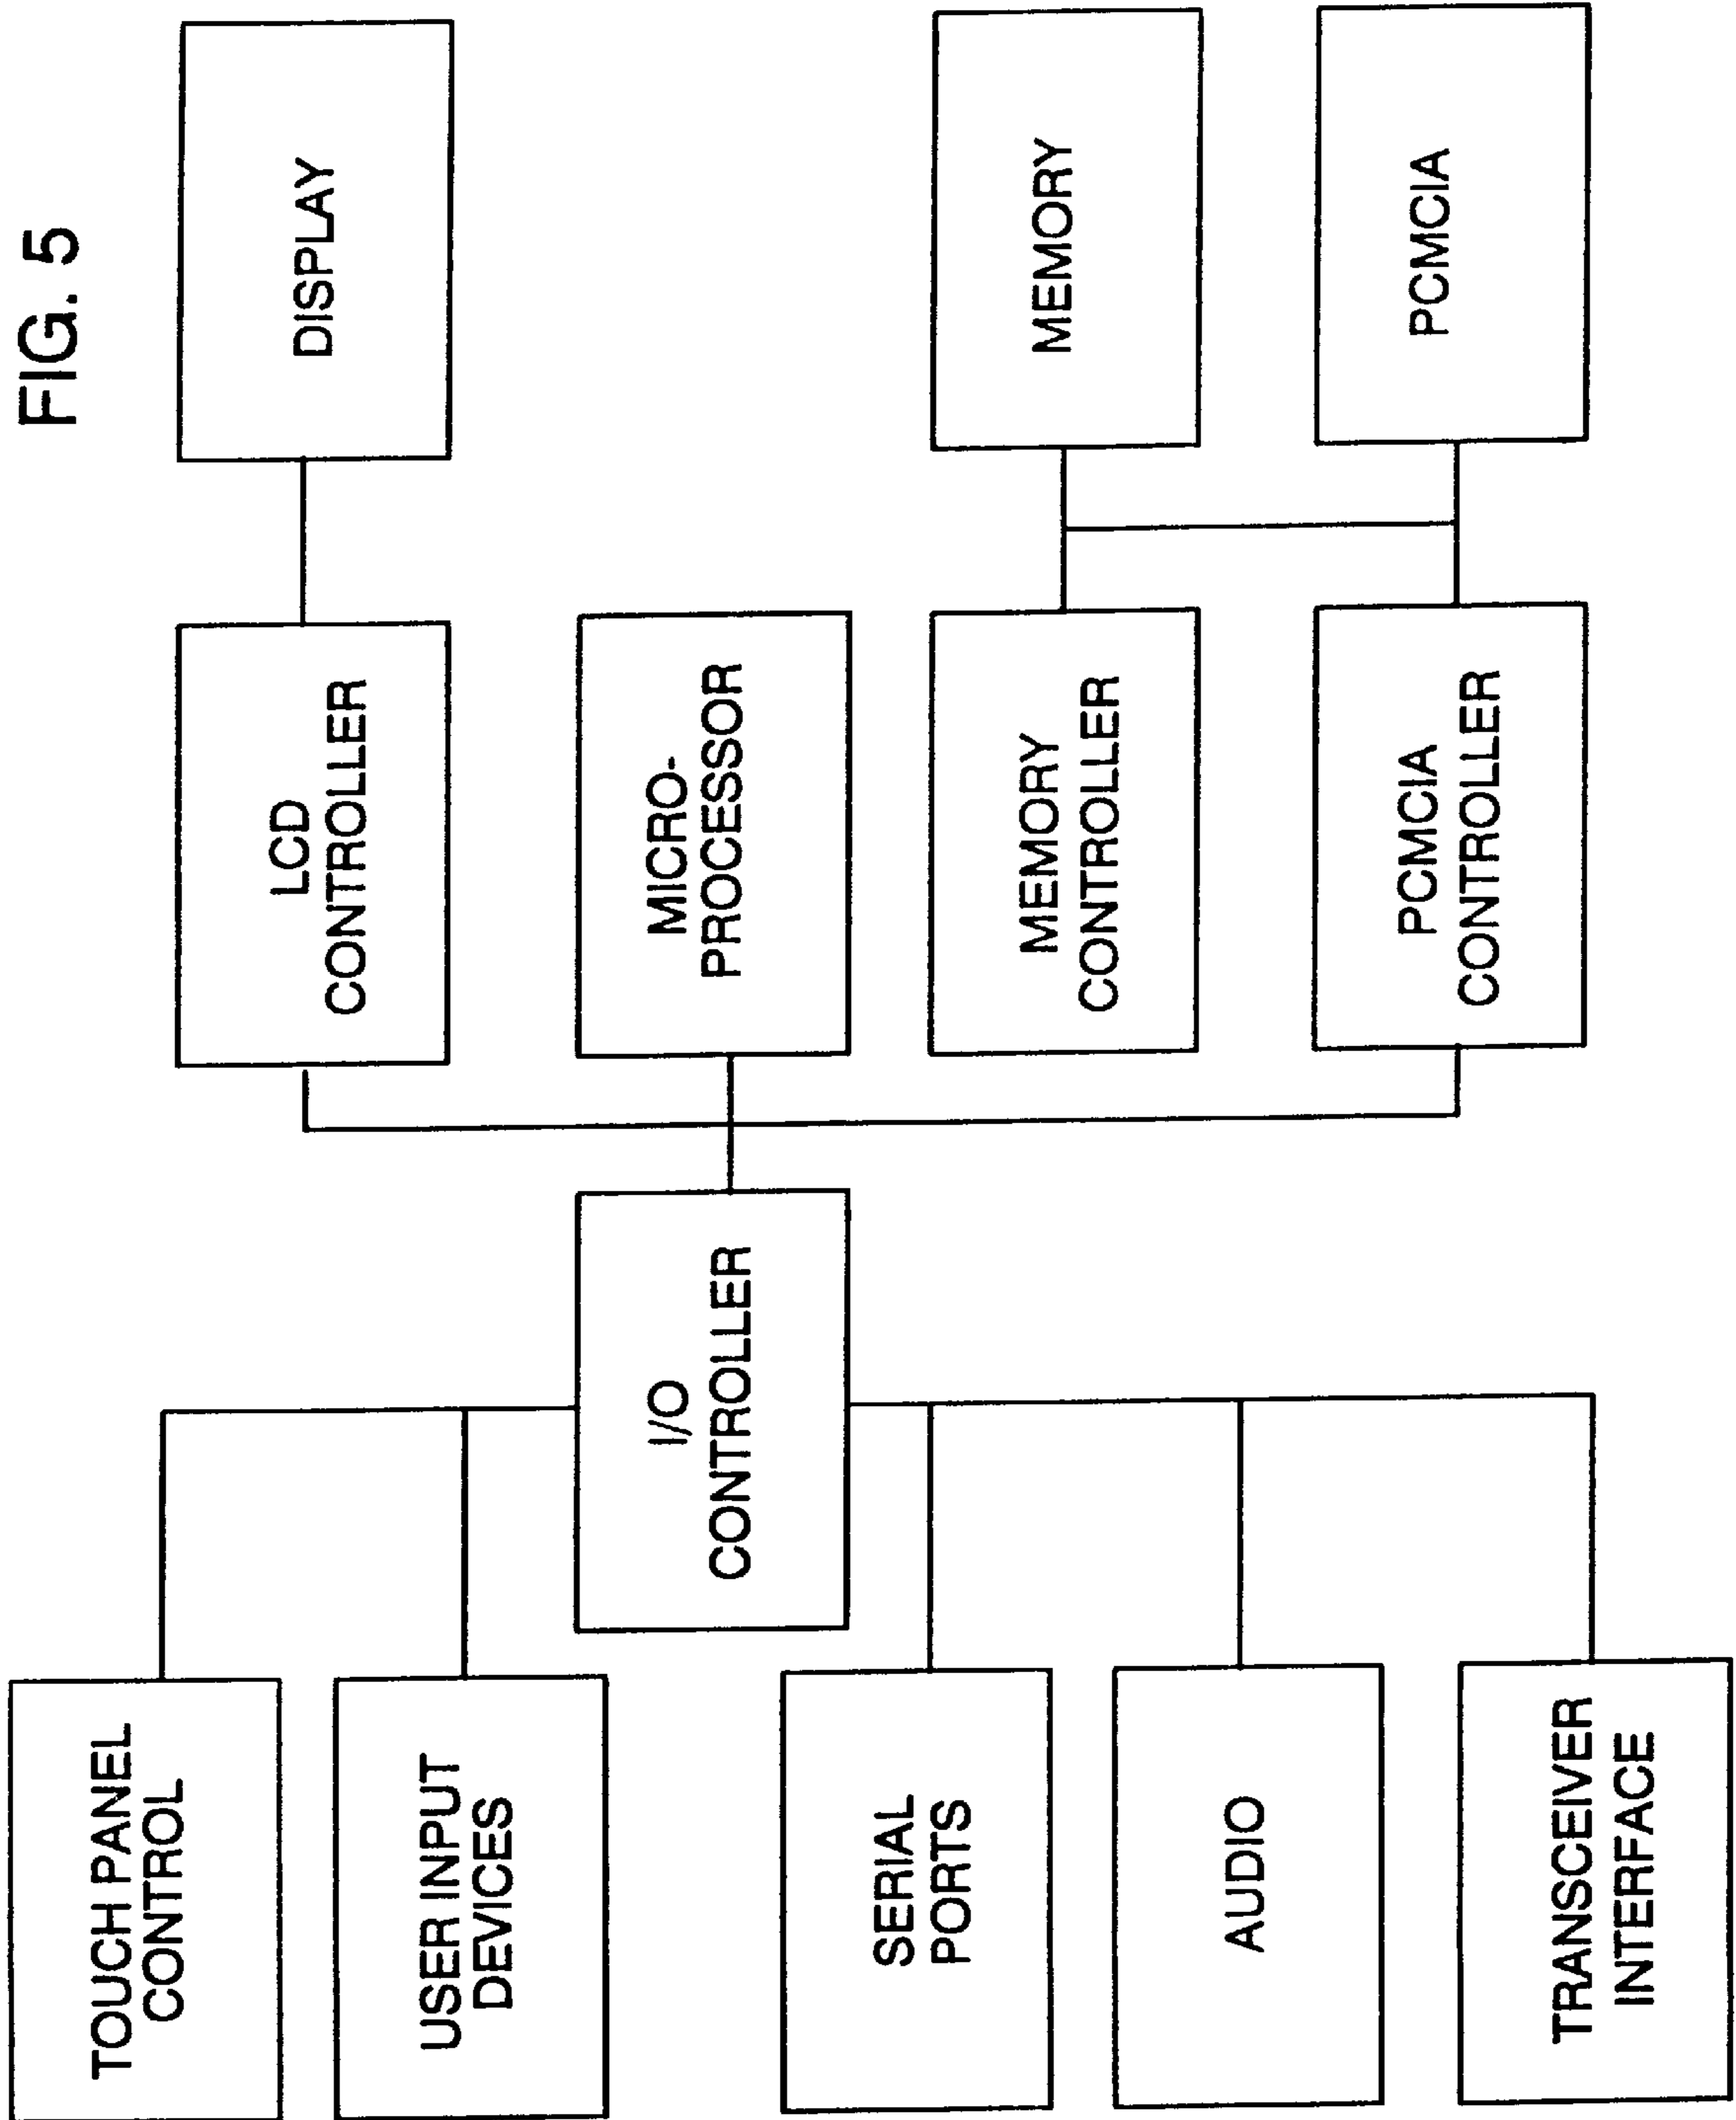 FIG. 5
TOUCH PANEL
CONTROL
USER INPUT
DEVICES
SERIAL
PORTS
AUDIO
TRANSCEIVER
INTERFACE
I/O
CONTROLLER
LCD
CONTROLLER
MICRO-
PROCESSOR
MEMORY
CONTROLLER
PCMCIA
CONTROLLER
DISPLAY
MEMORY
PCMCIA